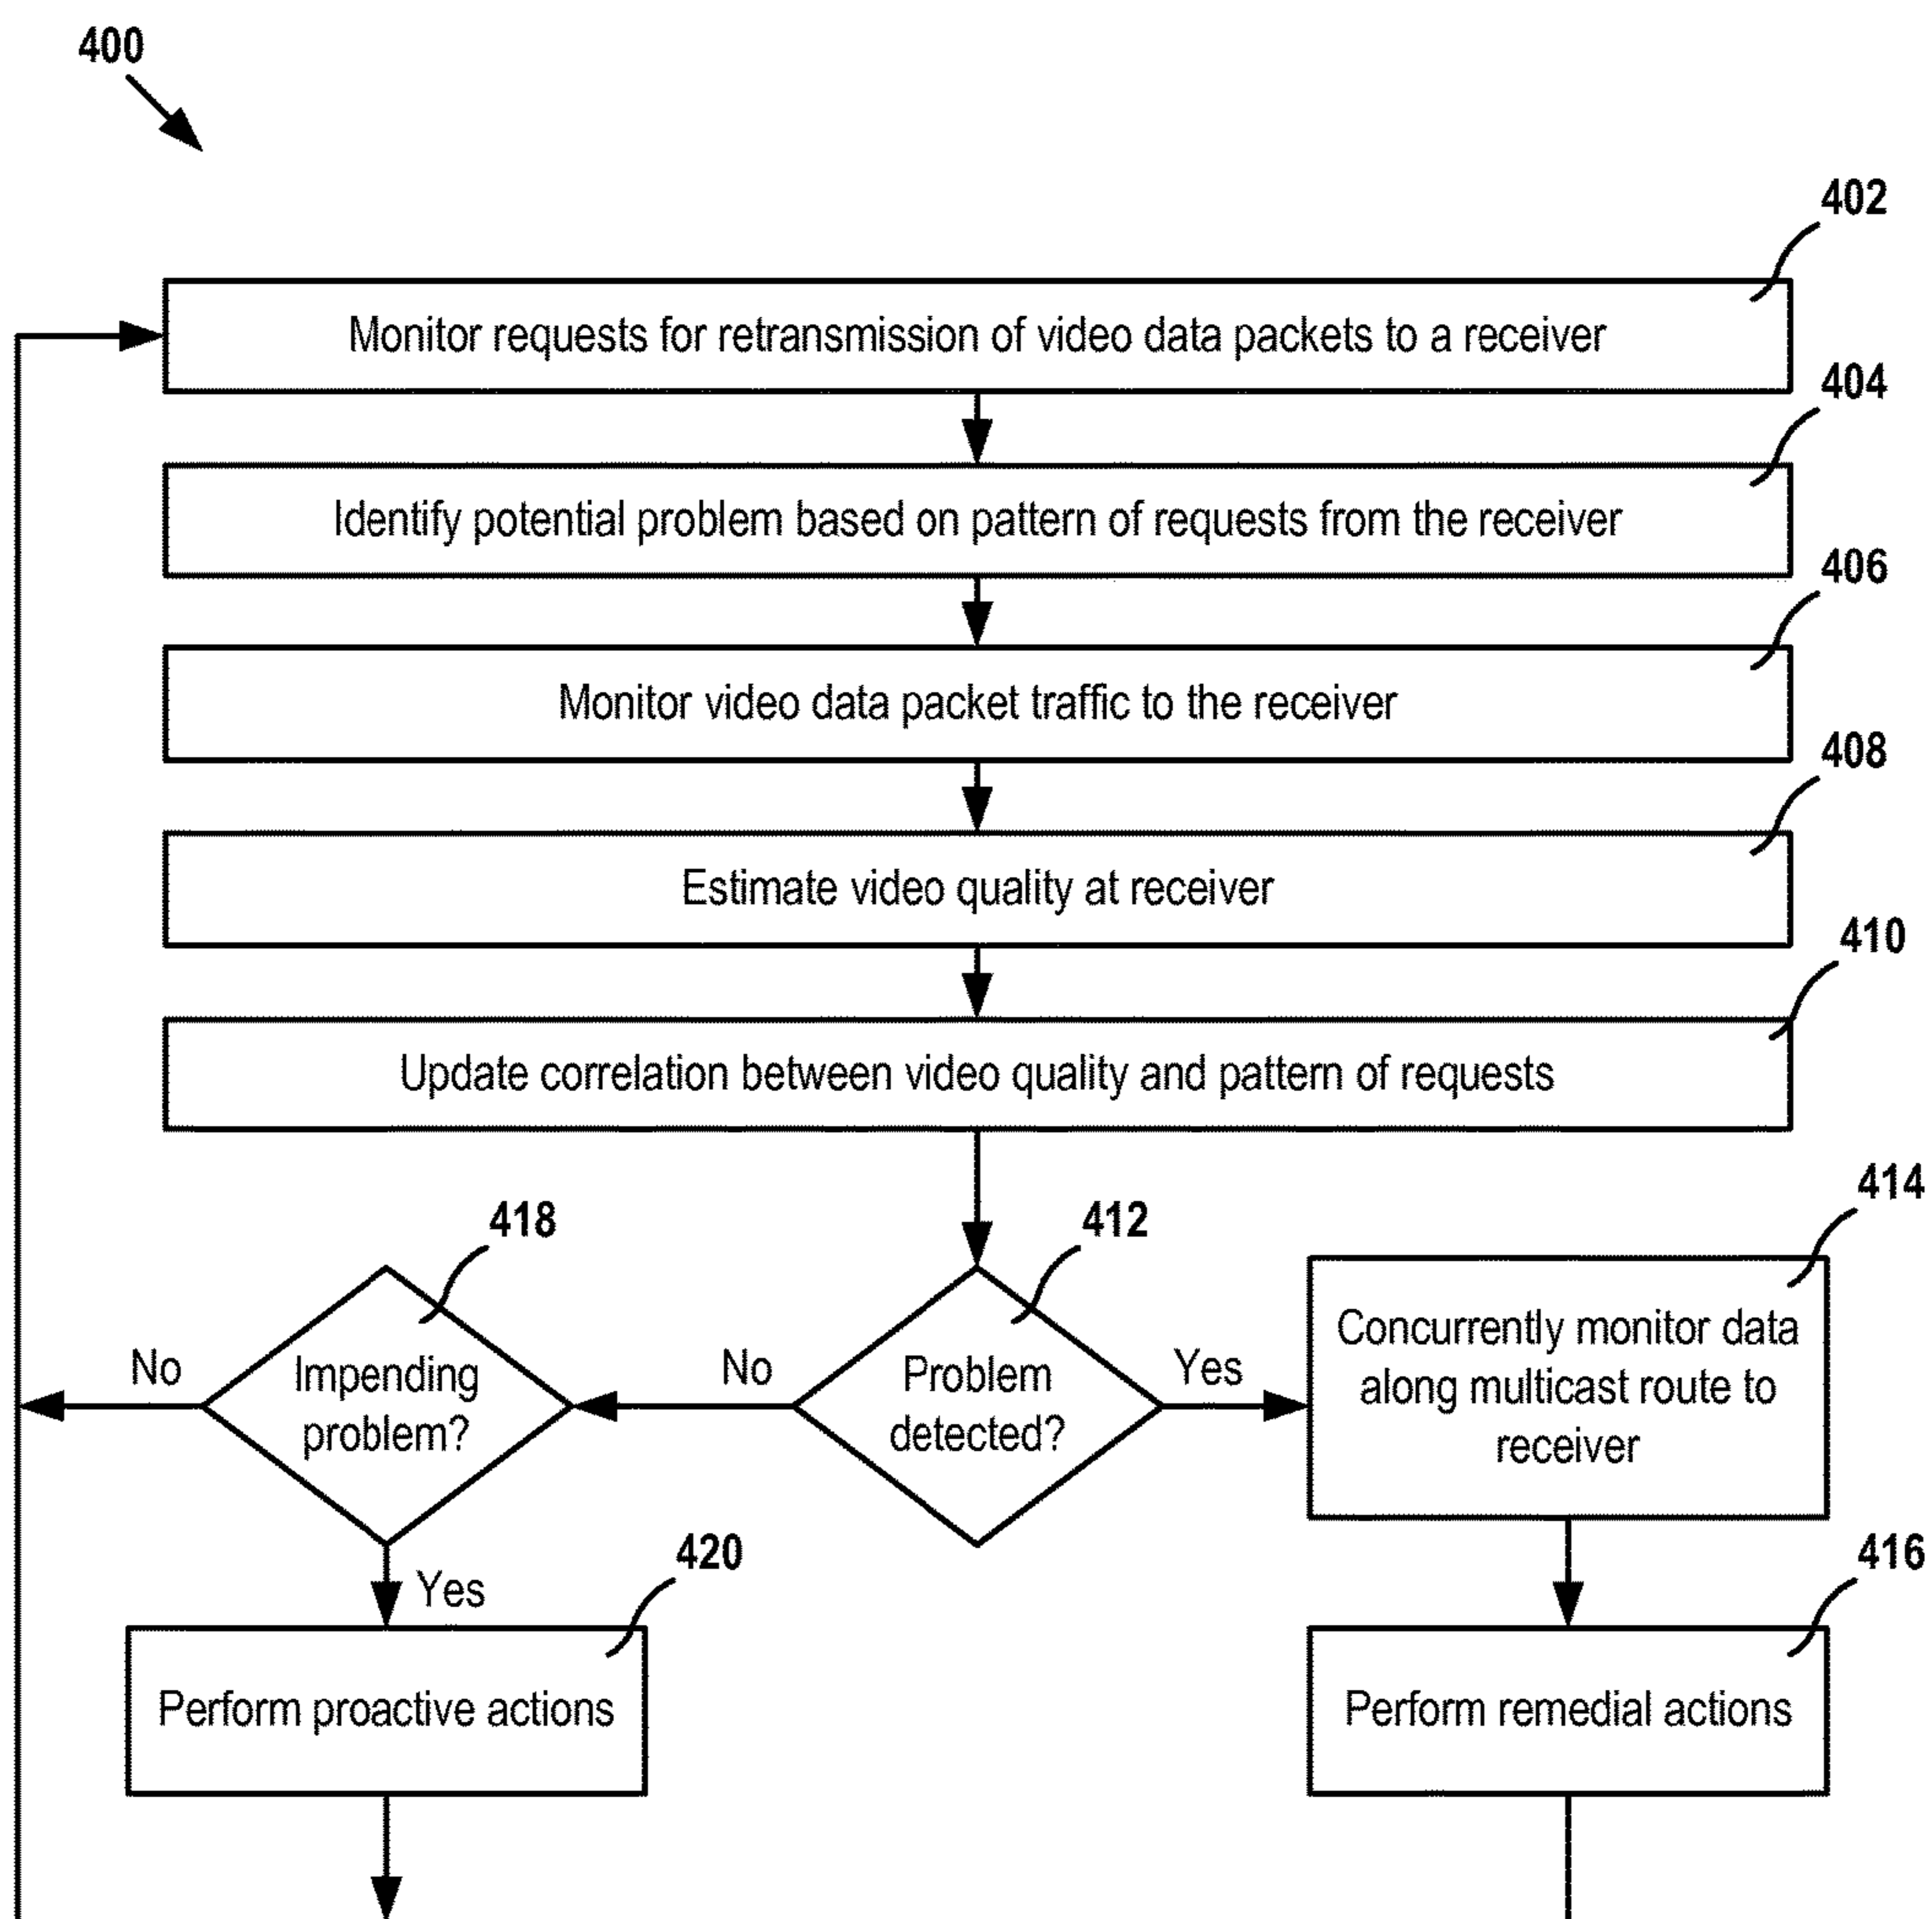 400
402
Monitor requests for retransmission of video data packets to a receiver
404
Identify potential problem based on pattern of requests from the receiver
406
Monitor video data packet traffic to the receiver
408
Estimate video quality at receiver
410
Update correlation between video quality and pattern of requests
418
412
414
No
Impending
problem?
No
Problem
detected?
Yes
Concurrently monitor data
along multicast route to
receiver
Yes
420
416
Perform proactive actions
Perform remedial actions